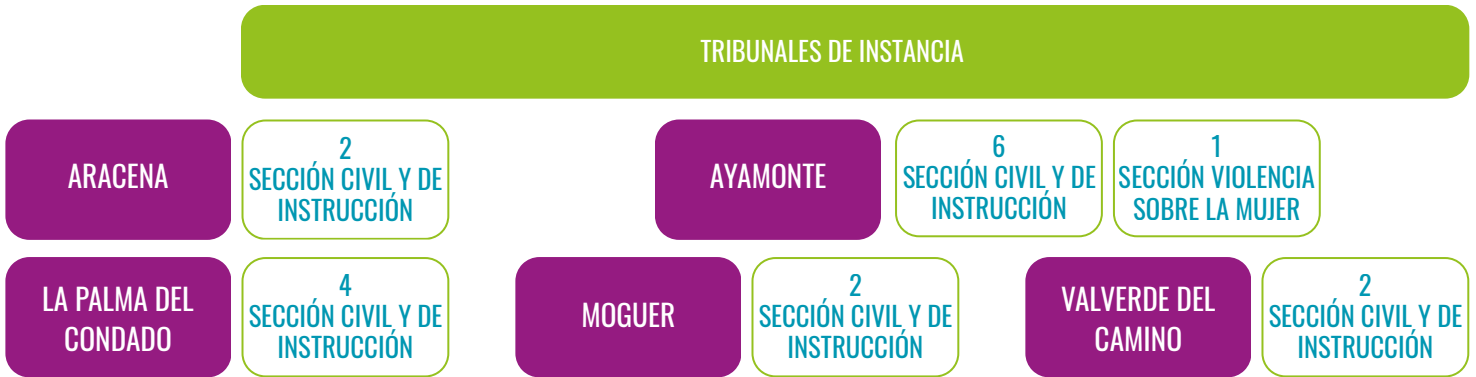 TRIBUNALES DE INSTANCIA
ARACENA
2
SECCIÓN CIVIL Y DE
INSTRUCCIÓN
AYAMONTE
6
SECCIÓN CIVIL Y DE
INSTRUCCIÓN
1
SECCIÓN VIOLENCIA
SOBRE LA MUJER
LA PALMA DEL
CONDADO
4
SECCIÓN CIVIL Y DE
INSTRUCCIÓN
MOGUER
2
SECCIÓN CIVIL Y DE
INSTRUCCIÓN
VALVERDE DEL
CAMINO
2
SECCIÓN CIVIL Y DE
INSTRUCCIÓN